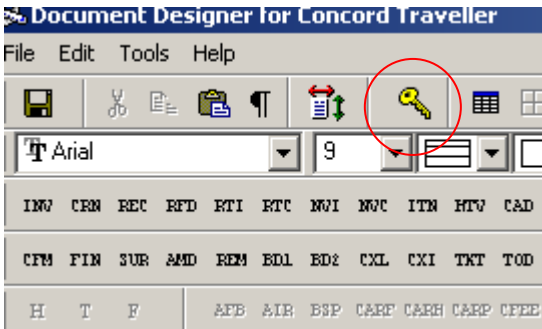 Document Designer for Concord Traveller
File Edit Tools Help
Arial 9
INV CRN REC RFD RTI RTC NVI NVC ITN HTV CAD
CFM FIN SUR AMD REM BD1 BD2 CXL CXI TKT TOD
H T F AFB AIR BSP CARF CARH CARP CFEE